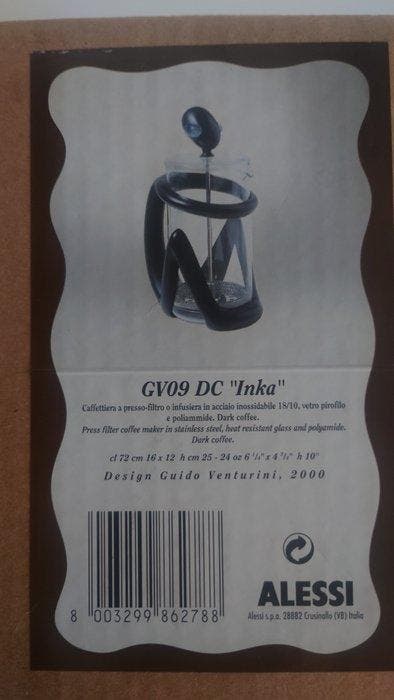 GV09 DC "Inka"
Caffettiera a presso-filtro o infusiera in acciaio inossidabile 18/10, vetro pirofilo
e poliammide. Dark coffee.
Press filter coffee maker in stainless steel, heat resistant glass and polyamide.
Dark coffee.
cl 72 cm 16 x 12 h cm 25 - 24 oz 6 ¼" x 4 ¾" h 10"
Design Guido Venturini, 2000
8 003299 862788
ALESSI
Alessi s.p.a. 28882 Crusinallo (VB) Italia